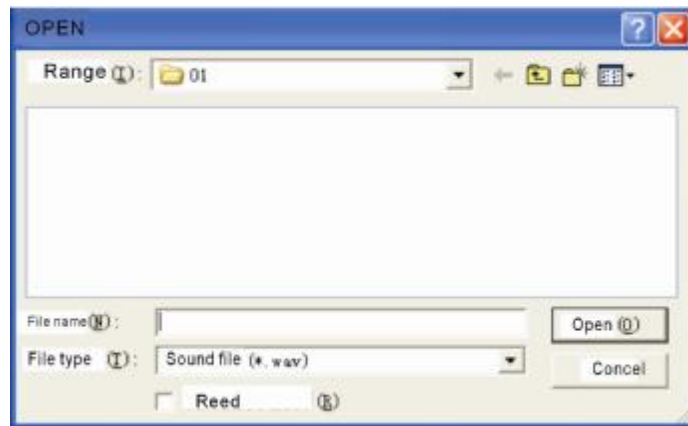 OPEN
Range (I): 01
File name(N):
Open (O)
File type (T): Sound file (*.wav)
Concel
Reed (R)